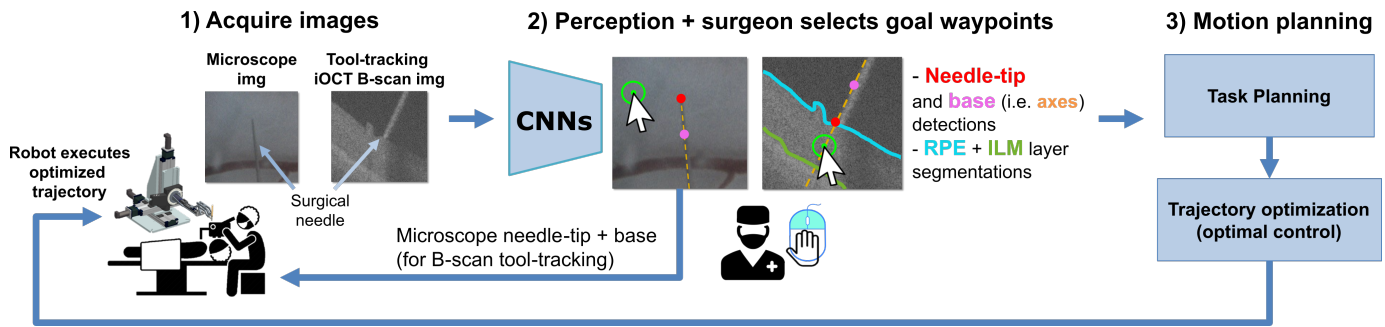 1) Acquire images
Microscope
img
Tool-tracking
iOCT B-scan img
Surgical
needle
Robot executes
optimized
trajectory
2) Perception + surgeon selects goal waypoints
CNNs
- Needle-tip
and base (i.e. axes)
detections
- RPE + ILM layer
segmentations
Microscope needle-tip + base
(for B-scan tool-tracking)
3) Motion planning
Task Planning
Trajectory optimization
(optimal control)